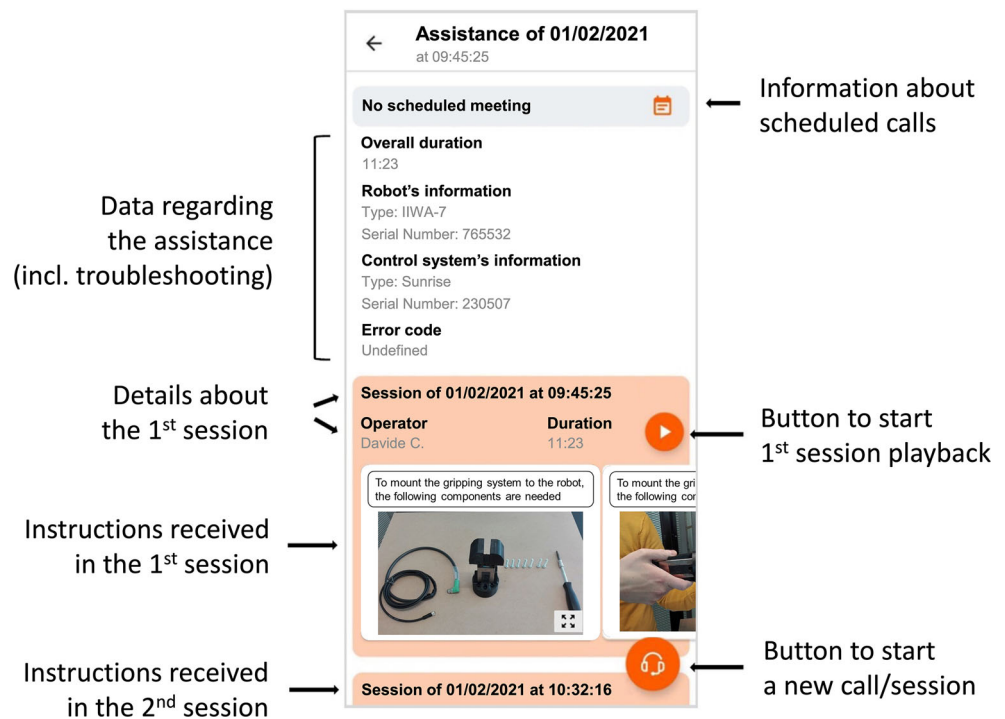 Assistance of 01/02/2021
at 09:45:25
No scheduled meeting
Information about
scheduled calls
Overall duration
11:23
Robot's information
Type: IIWA-7
Serial Number: 765532
Control system's information
Type: Sunrise
Serial Number: 230507
Error code
Undefined
Data regarding
the assistance
(incl. troubleshooting)
Details about
the 1st session
Session of 01/02/2021 at 09:45:25
Operator
Davide C.
Duration
11:23
Button to start
1st session playback
Instructions received
in the 1st session
To mount the gripping system to the robot,
the following components are needed
To mount the gri
the following cor
Button to start
a new call/session
Instructions received
in the 2nd session
Session of 01/02/2021 at 10:32:16